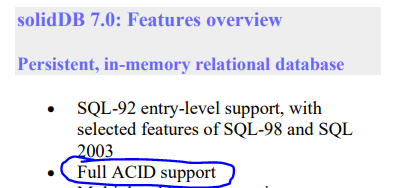 solidDB 7.0: Features overview
Persistent, in-memory relational database
• SQL-92 entry-level support, with
selected features of SQL-98 and SQL
2003
• Full ACID support